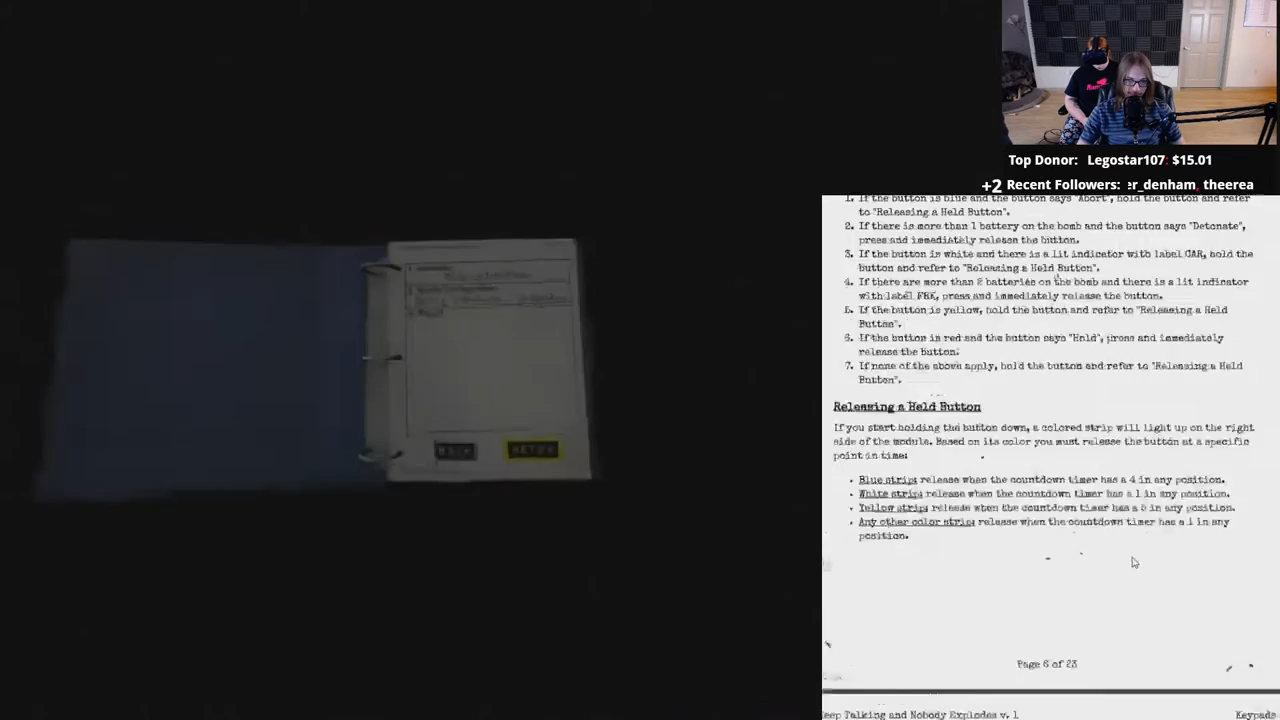 Top Donor: Legostar107: $15.01
+2 Recent Followers: er_denham, theerea
1. If the button is blue and the button says "Abort", hold the button and refer
to "Releasing a Held Button".
2. If there is more than 1 battery on the bomb and the button says "Detonate",
press and immediately release the button.
3. If the button is white and there is a lit indicator with label CAR, hold the
button and refer to "Releasing a Held Button".
4. If there are more than 2 batteries on the bomb and there is a lit indicator
with label FRK, press and immediately release the button.
5. If the button is yellow, hold the button and refer to "Releasing a Held
Button".
6. If the button is red and the button says "Hold", press and immediately
release the button.
7. If none of the above apply, hold the button and refer to "Releasing a Held
Button".
Releasing a Held Button
If you start holding the button down, a colored strip will light up on the right
side of the module. Based on its color you must release the button at a specific
point in time:
• Blue strip: release when the countdown timer has a 4 in any position.
• White strip: release when the countdown timer has a 1 in any position.
• Yellow strip: release when the countdown timer has a 5 in any position.
• Any other color strip: release when the countdown timer has a 1 in any
position.
Page 6 of 23
eep Talking and Nobody Explodes v. 1
Keypads